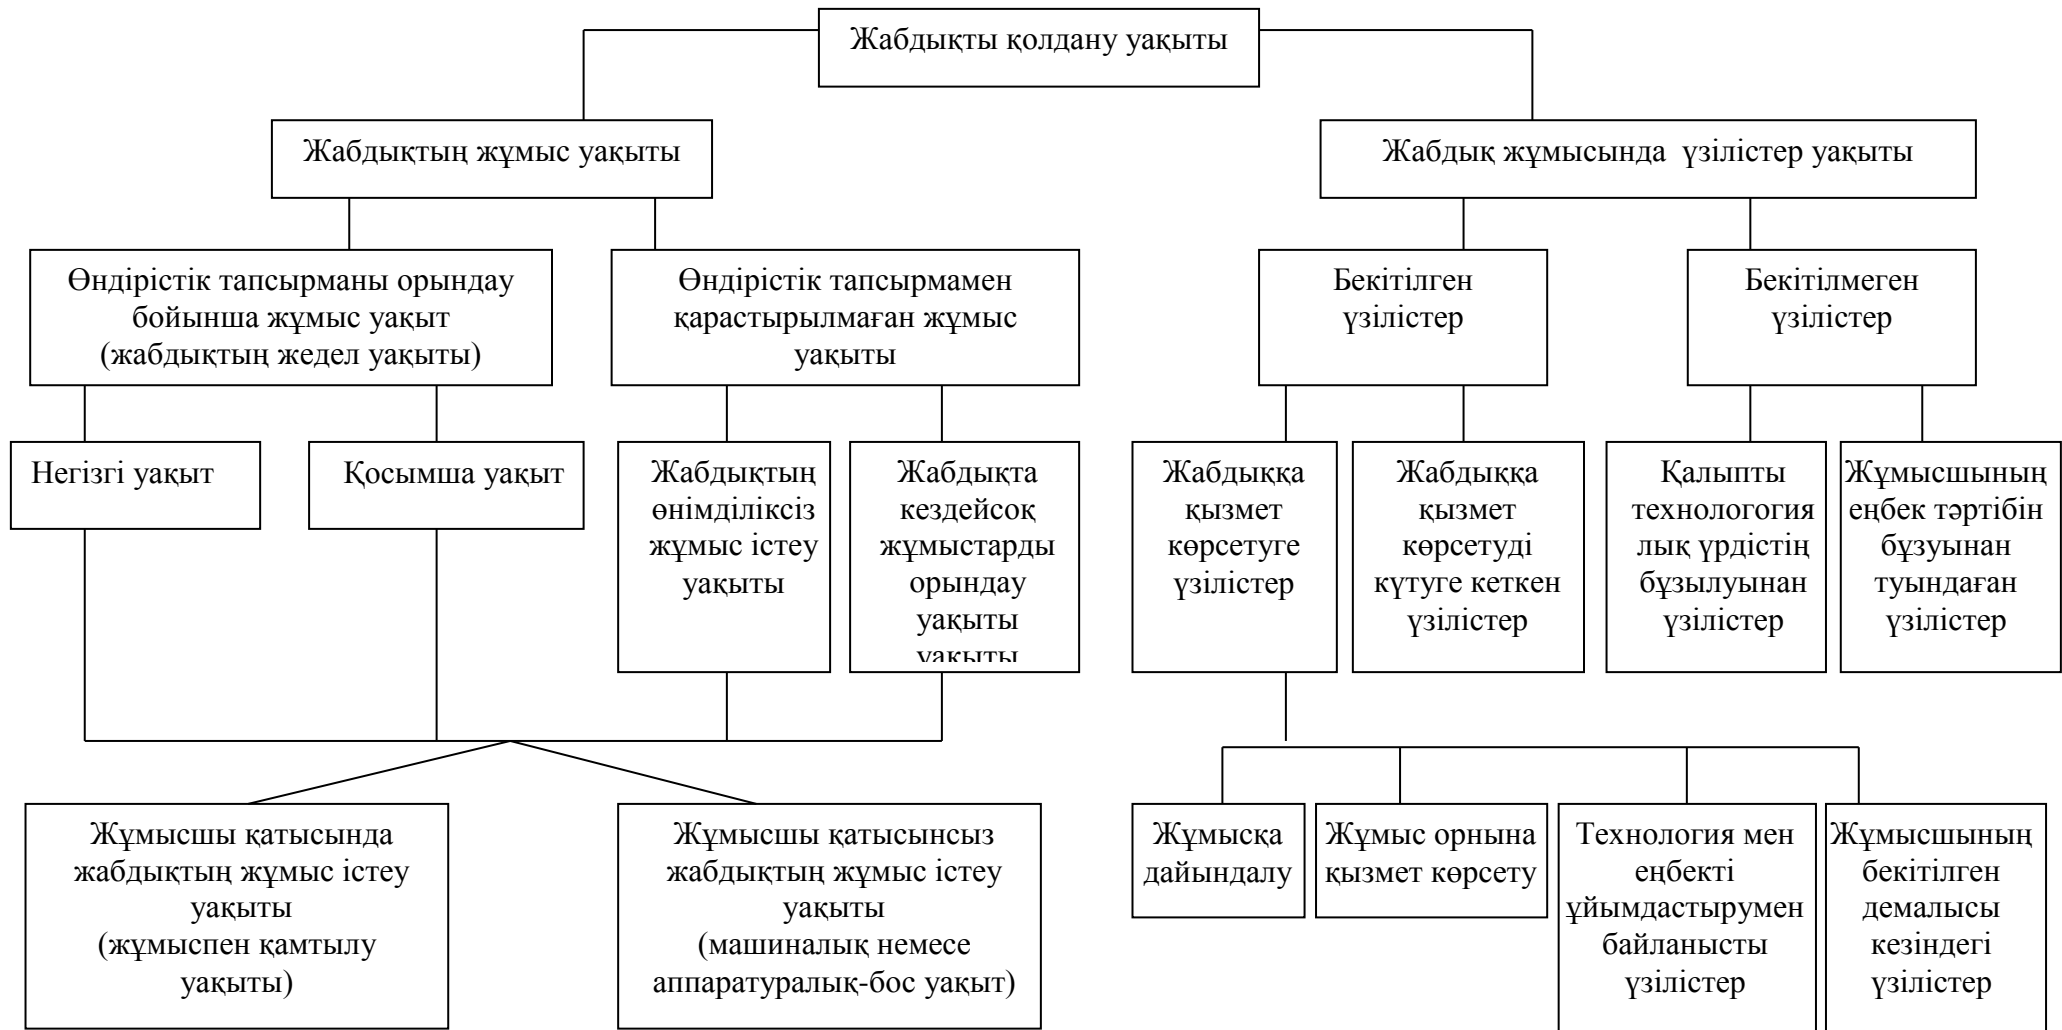 Жабдықты қолдану уақыты
Жабдықтың жұмыс уақыты
Жабдық жұмысында үзілістер уақыты
Өндірістік тапсырманы орындау
бойынша жұмыс уақыт
(жабдықтың жедел уақыты)
Өндірістік тапсырмамен
қарастырылмаған жұмыс
уақыты
Бекітілген
үзілістер
Бекітілмеген
үзілістер
Негізгі уақыт
Қосымша уақыт
Жабдықтың
өнімділіксіз
жұмыс істеу
уақыты
Жабдықта
кездейсоқ
жұмыстарды
орындау
уақыты
уақыты
Жабдыққа
қызмет
көрсетуге
үзілістер
Жабдыққа
қызмет
көрсетуді
күтуге кеткен
үзілістер
Қалыпты
технологогия
лық үрдістің
бұзылуынан
үзілістер
Жұмысшының
еңбек тәртібін
бұзуынан
туындаған
үзілістер
Жұмысшы қатысында
жабдықтың жұмыс істеу
уақыты
(жұмыспен қамтылу
уақыты)
Жұмысшы қатысынсыз
жабдықтың жұмыс істеу
уақыты
(машиналық немесе
аппаратуралық-бос уақыт)
Жұмысқа
дайындалу
Жұмыс орнына
қызмет көрсету
Технология мен
еңбекті
ұйымдастырумен
байланысты
үзілістер
Жұмысшының
бекітілген
демалысы
кезіндегі
үзілістер